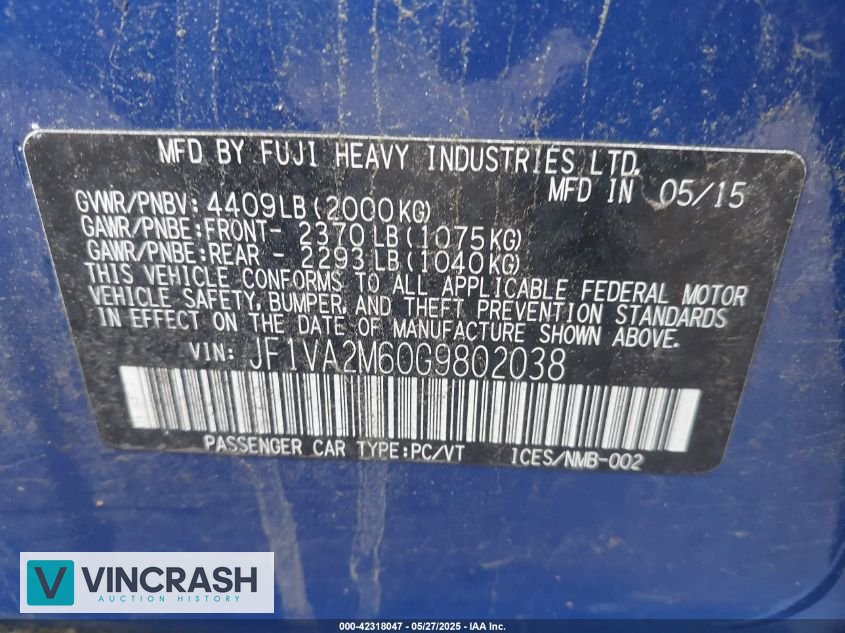 MFD BY FUJI HEAVY INDUSTRIES LTD.
MFD IN 05/15
GVWR/PNBV: 4409LB(2000KG)
GAWR/PNBE:FRONT- 2370LB(1075KG)
GAWR/PNBE:REAR - 2293LB(1040KG)
THIS VEHICLE CONFORMS TO ALL APPLICABLE FEDERAL MOTOR
VEHICLE SAFETY, BUMPER, AND THEFT PREVENTION STANDARDS
IN EFFECT ON THE DATE OF MANUFACTURE SHOWN ABOVE.
VIN: JF1VA2M60G9802038
PASSENGER CAR TYPE:PC/VT ICES/NMB-002
VINCRASH
AUCTION HISTORY
000-42318047 — 05/27/2025 - IAA Inc.